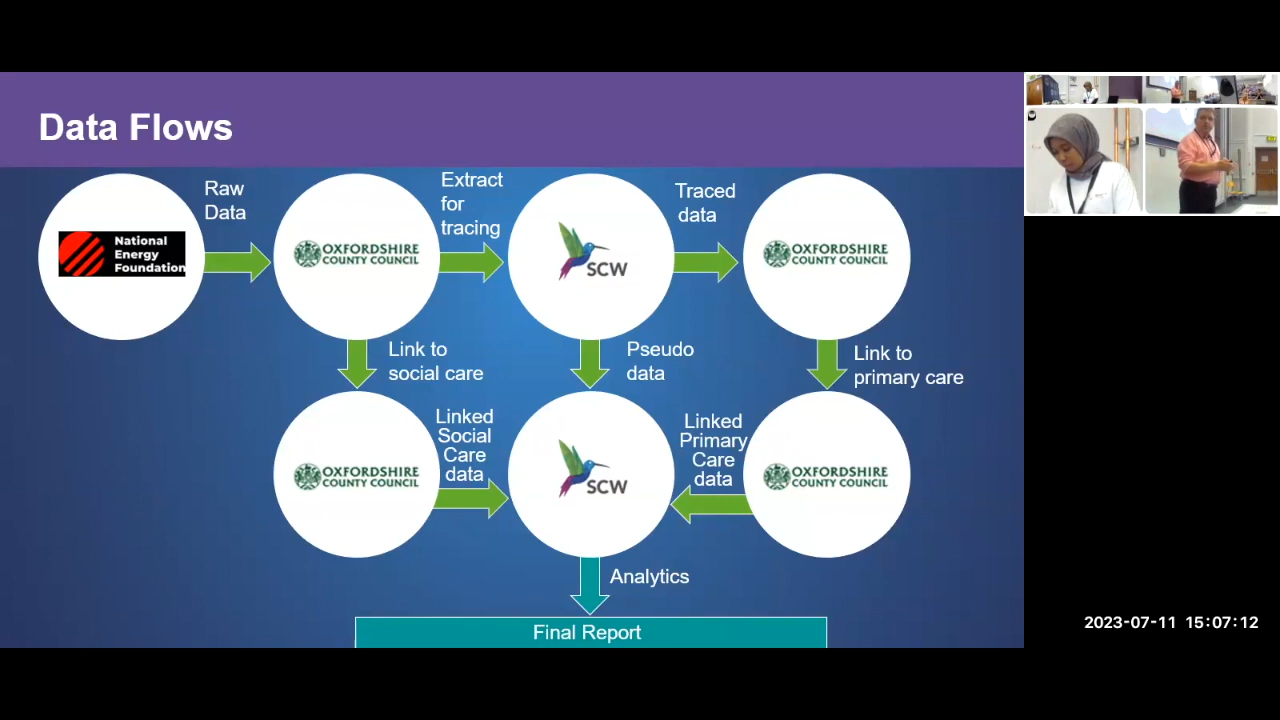 Data Flows
Raw
Data
Extract
for
tracing
Traced
data
National
Energy
Foundation
OXFORDSHIRE
COUNTY COUNCIL
SCW
OXFORDSHIRE
COUNTY COUNCIL
Link to
social care
Pseudo
data
Link to
primary care
Linked
Social
Care
data
Linked
Primary
Care
data
OXFORDSHIRE
COUNTY COUNCIL
SCW
OXFORDSHIRE
COUNTY COUNCIL
Analytics
Final Report
2023-07-11 15:07:12